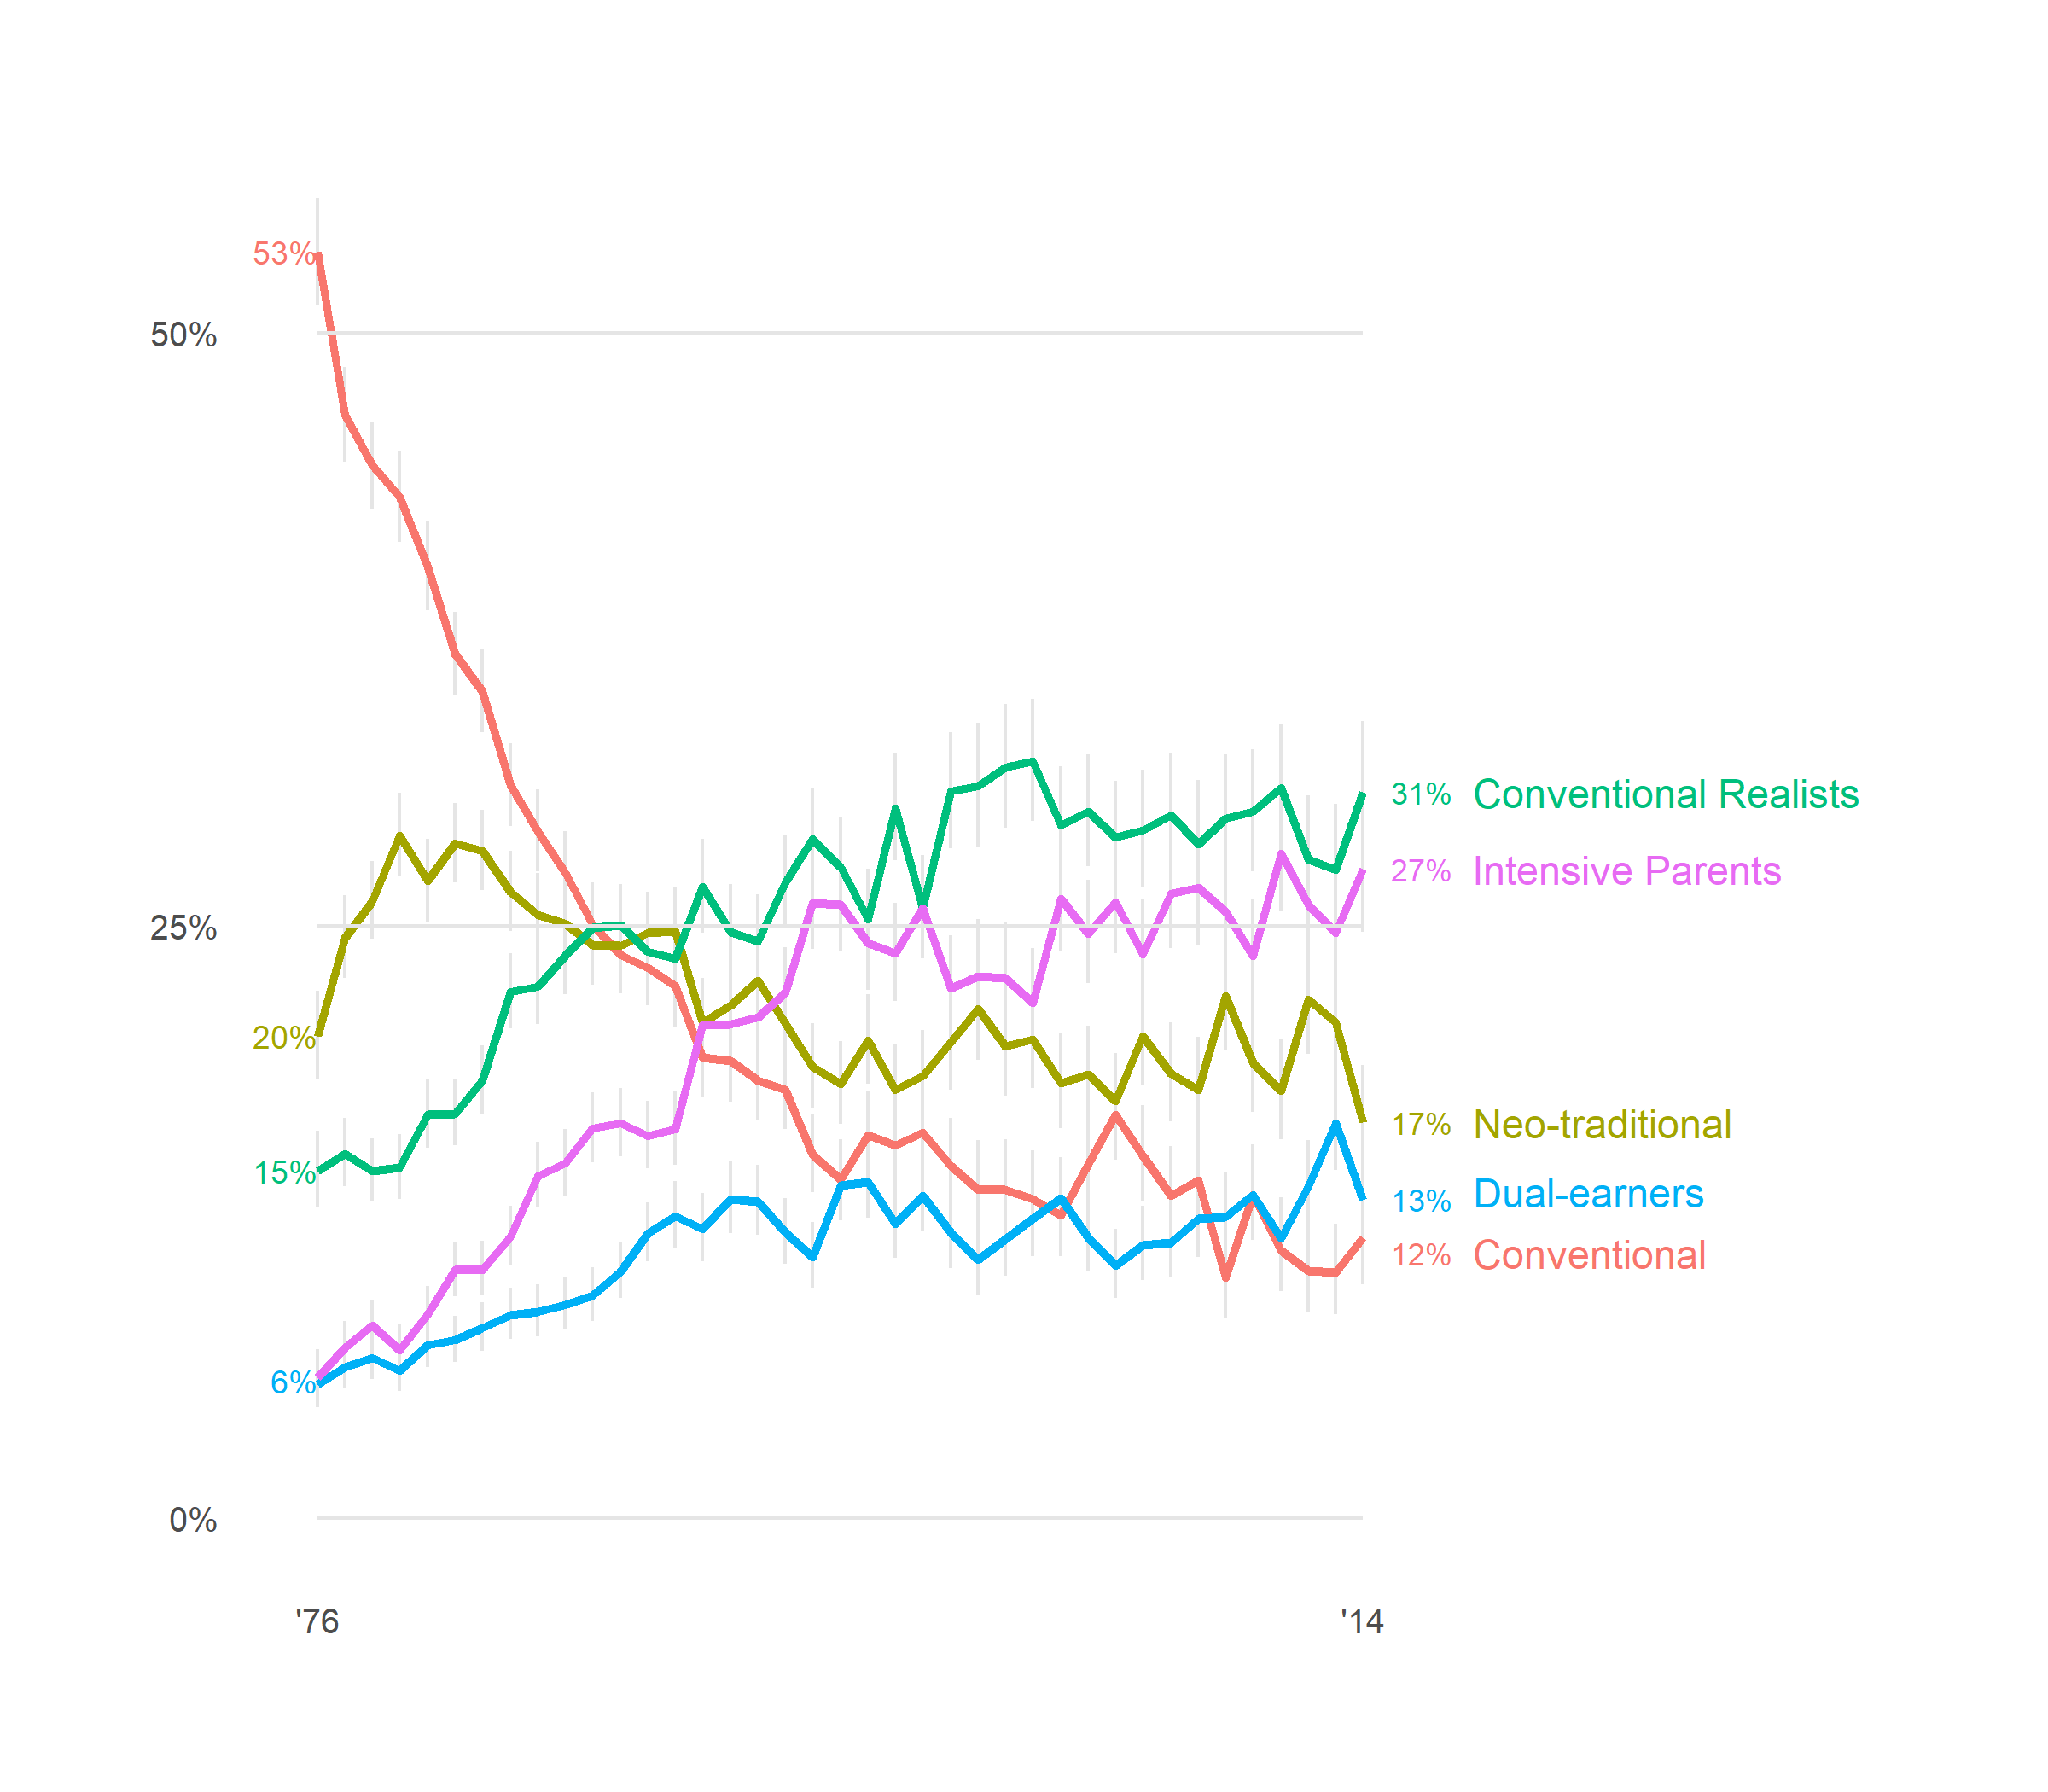 53%
50%
31% Conventional Realists
27% Intensive Parents
25%
20%
17% Neo-traditional
15%
13% Dual-earners
12% Conventional
6%
0%
'76 '14